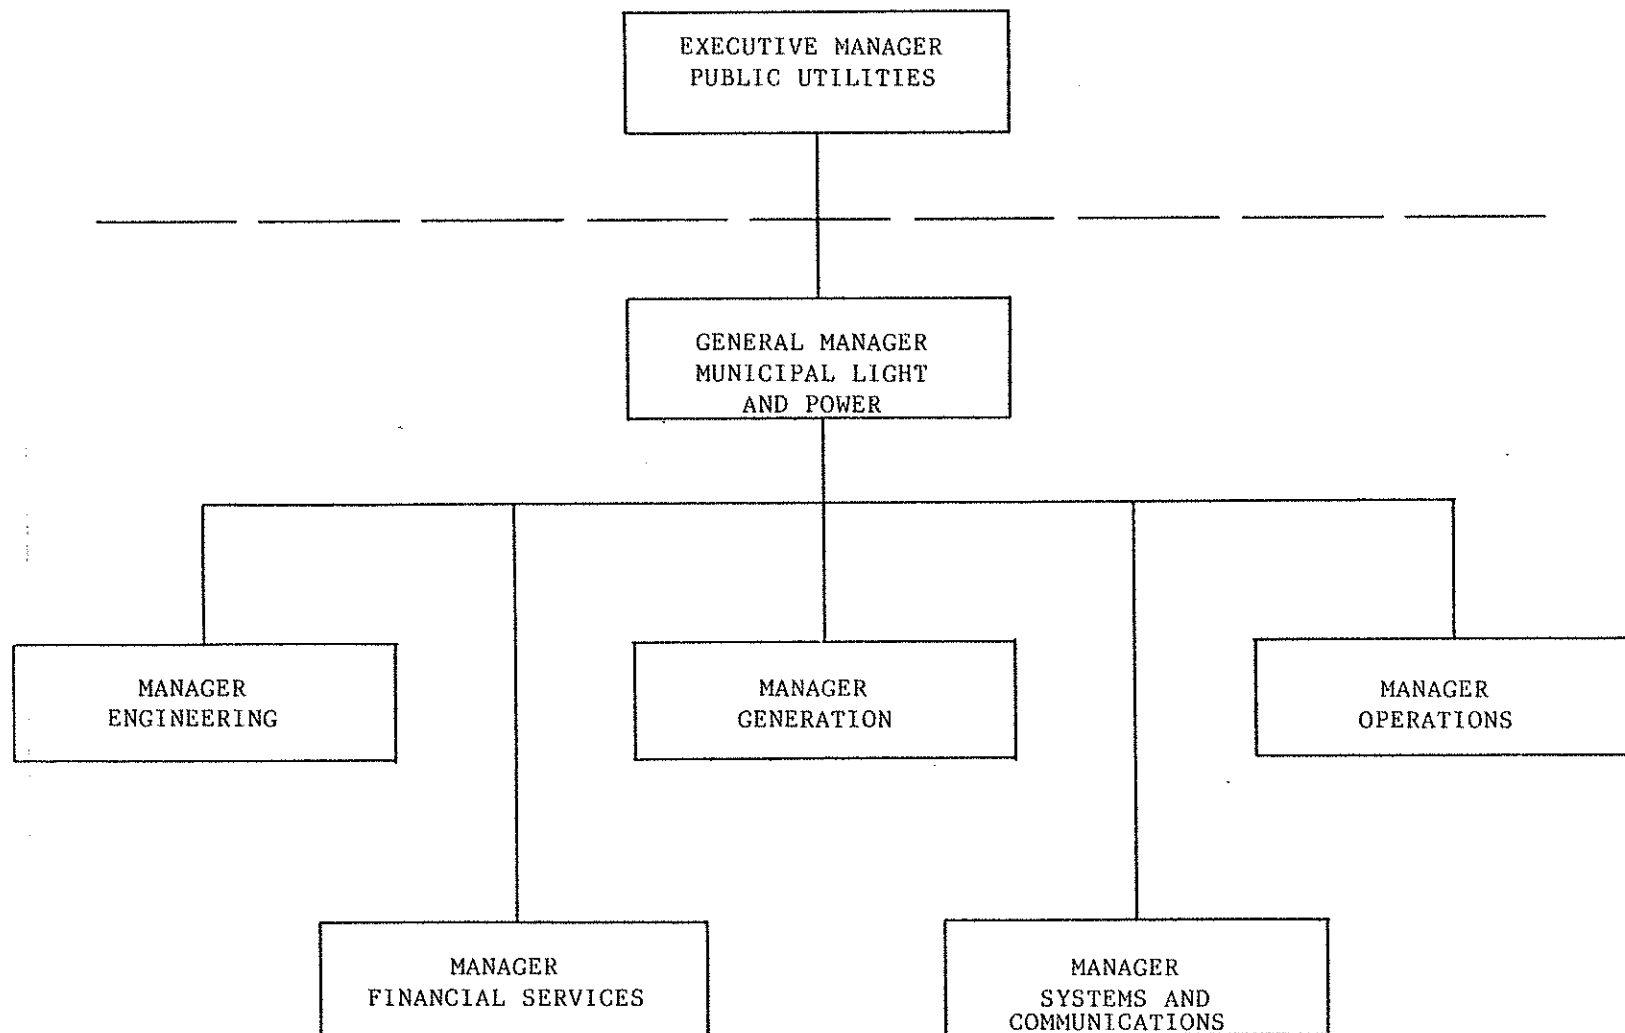 EXECUTIVE MANAGER
PUBLIC UTILITIES
GENERAL MANAGER
MUNICIPAL LIGHT
AND POWER
MANAGER
ENGINEERING
MANAGER
GENERATION
MANAGER
OPERATIONS
MANAGER
FINANCIAL SERVICES
MANAGER
SYSTEMS AND
COMMUNICATIONS